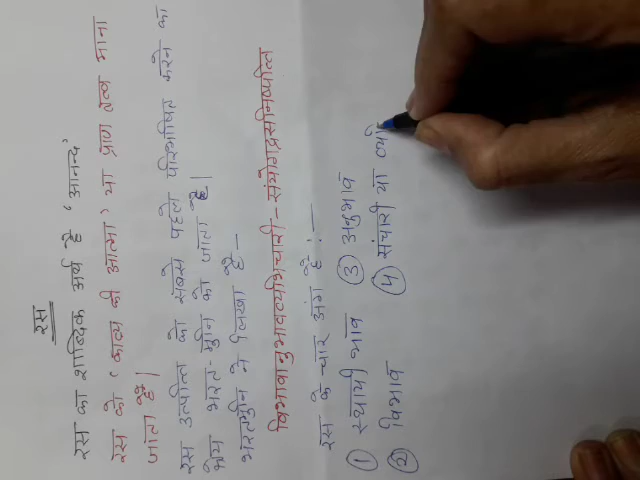 रस
रस का शाब्दिक अर्थ है 'आनन्द'
रस को 'काव्य की आत्मा' या प्राण तत्व माना
जाता है।
रस उत्पत्ति को सबसे पहले परिभाषित करने का
श्रेय भरत-मुनि को जाता है।
भरतमुनि ने लिखा है–
विभावानुभावव्यभिचारी-संयोगाद्रसनिष्पत्ति
रस के चार अंग है :–
① स्थायी भाव ③ अनुभाव
② विभाव ④ संचारी या व्य